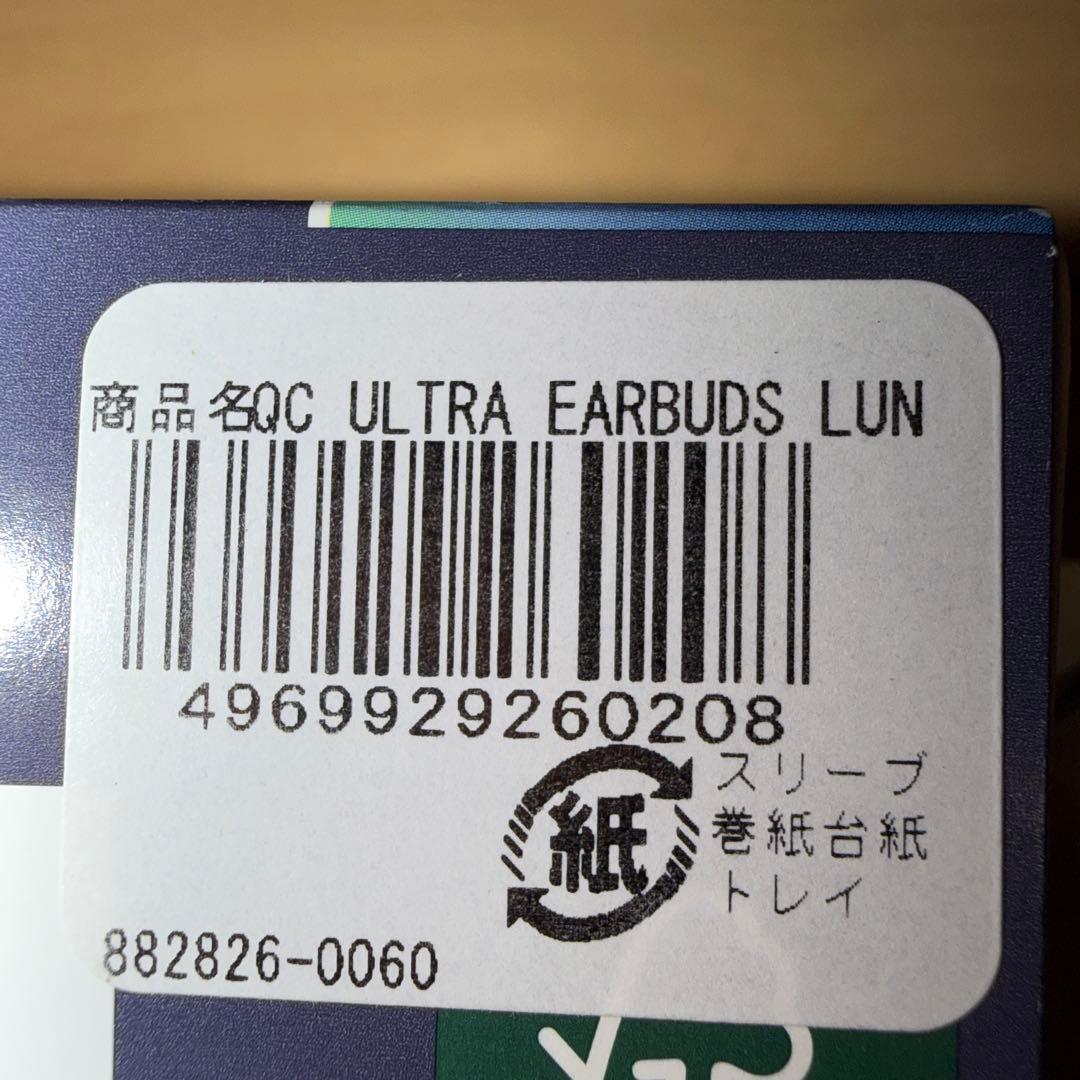 商品名QC ULTRA EARBUDS LUN
4969929260208
紙
スリーブ
巻紙台紙
トレイ
882826-0060